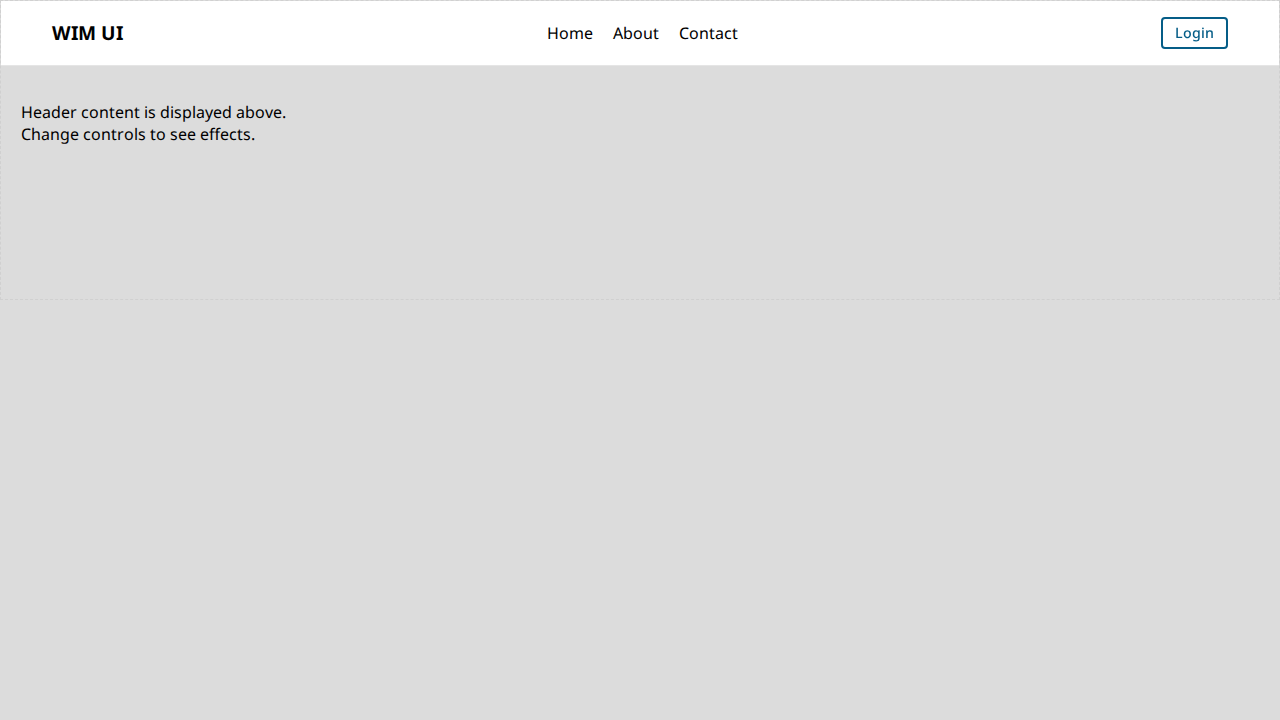 WIM UI
Home About Contact
Login
Header content is displayed above.
Change controls to see effects.